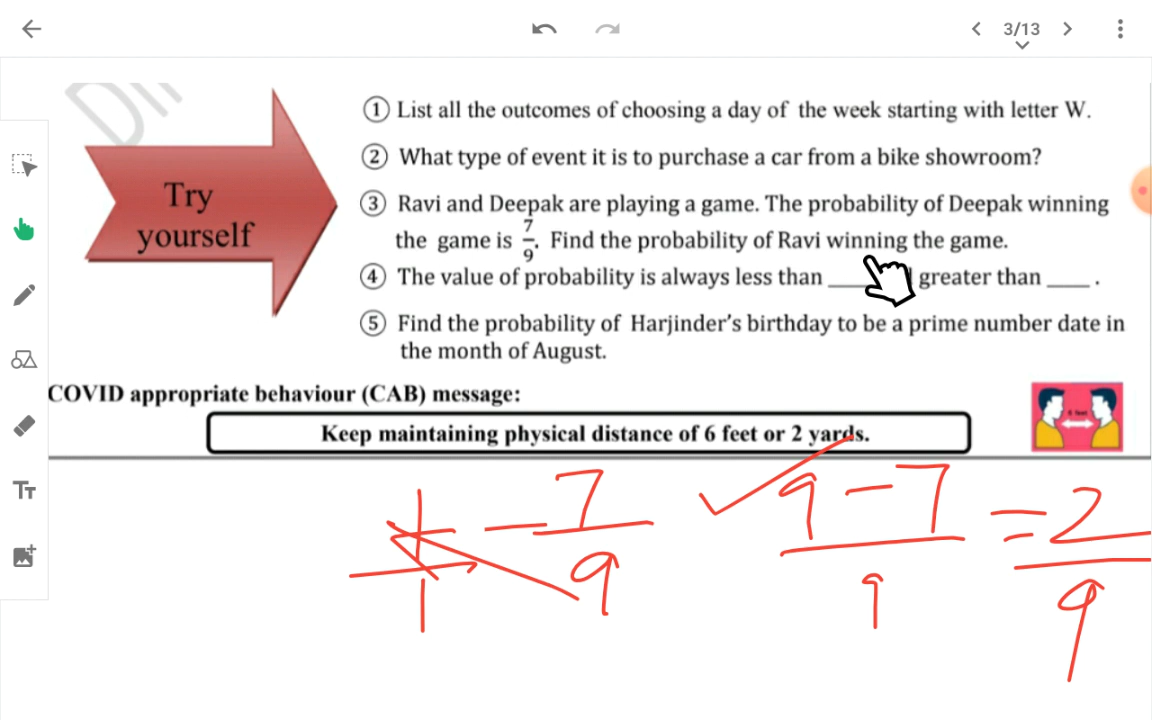 3/13
① List all the outcomes of choosing a day of the week starting with letter W.
② What type of event it is to purchase a car from a bike showroom?
Try
yourself
③ Ravi and Deepak are playing a game. The probability of Deepak winning
the game is 7/9. Find the probability of Ravi winning the game.
④ The value of probability is always less than ____ greater than ____ .
⑤ Find the probability of Harjinder's birthday to be a prime number date in
the month of August.
COVID appropriate behaviour (CAB) message:
Keep maintaining physical distance of 6 feet or 2 yards.
Tт
1/1 - 7/9 9-7/9 = 2/9